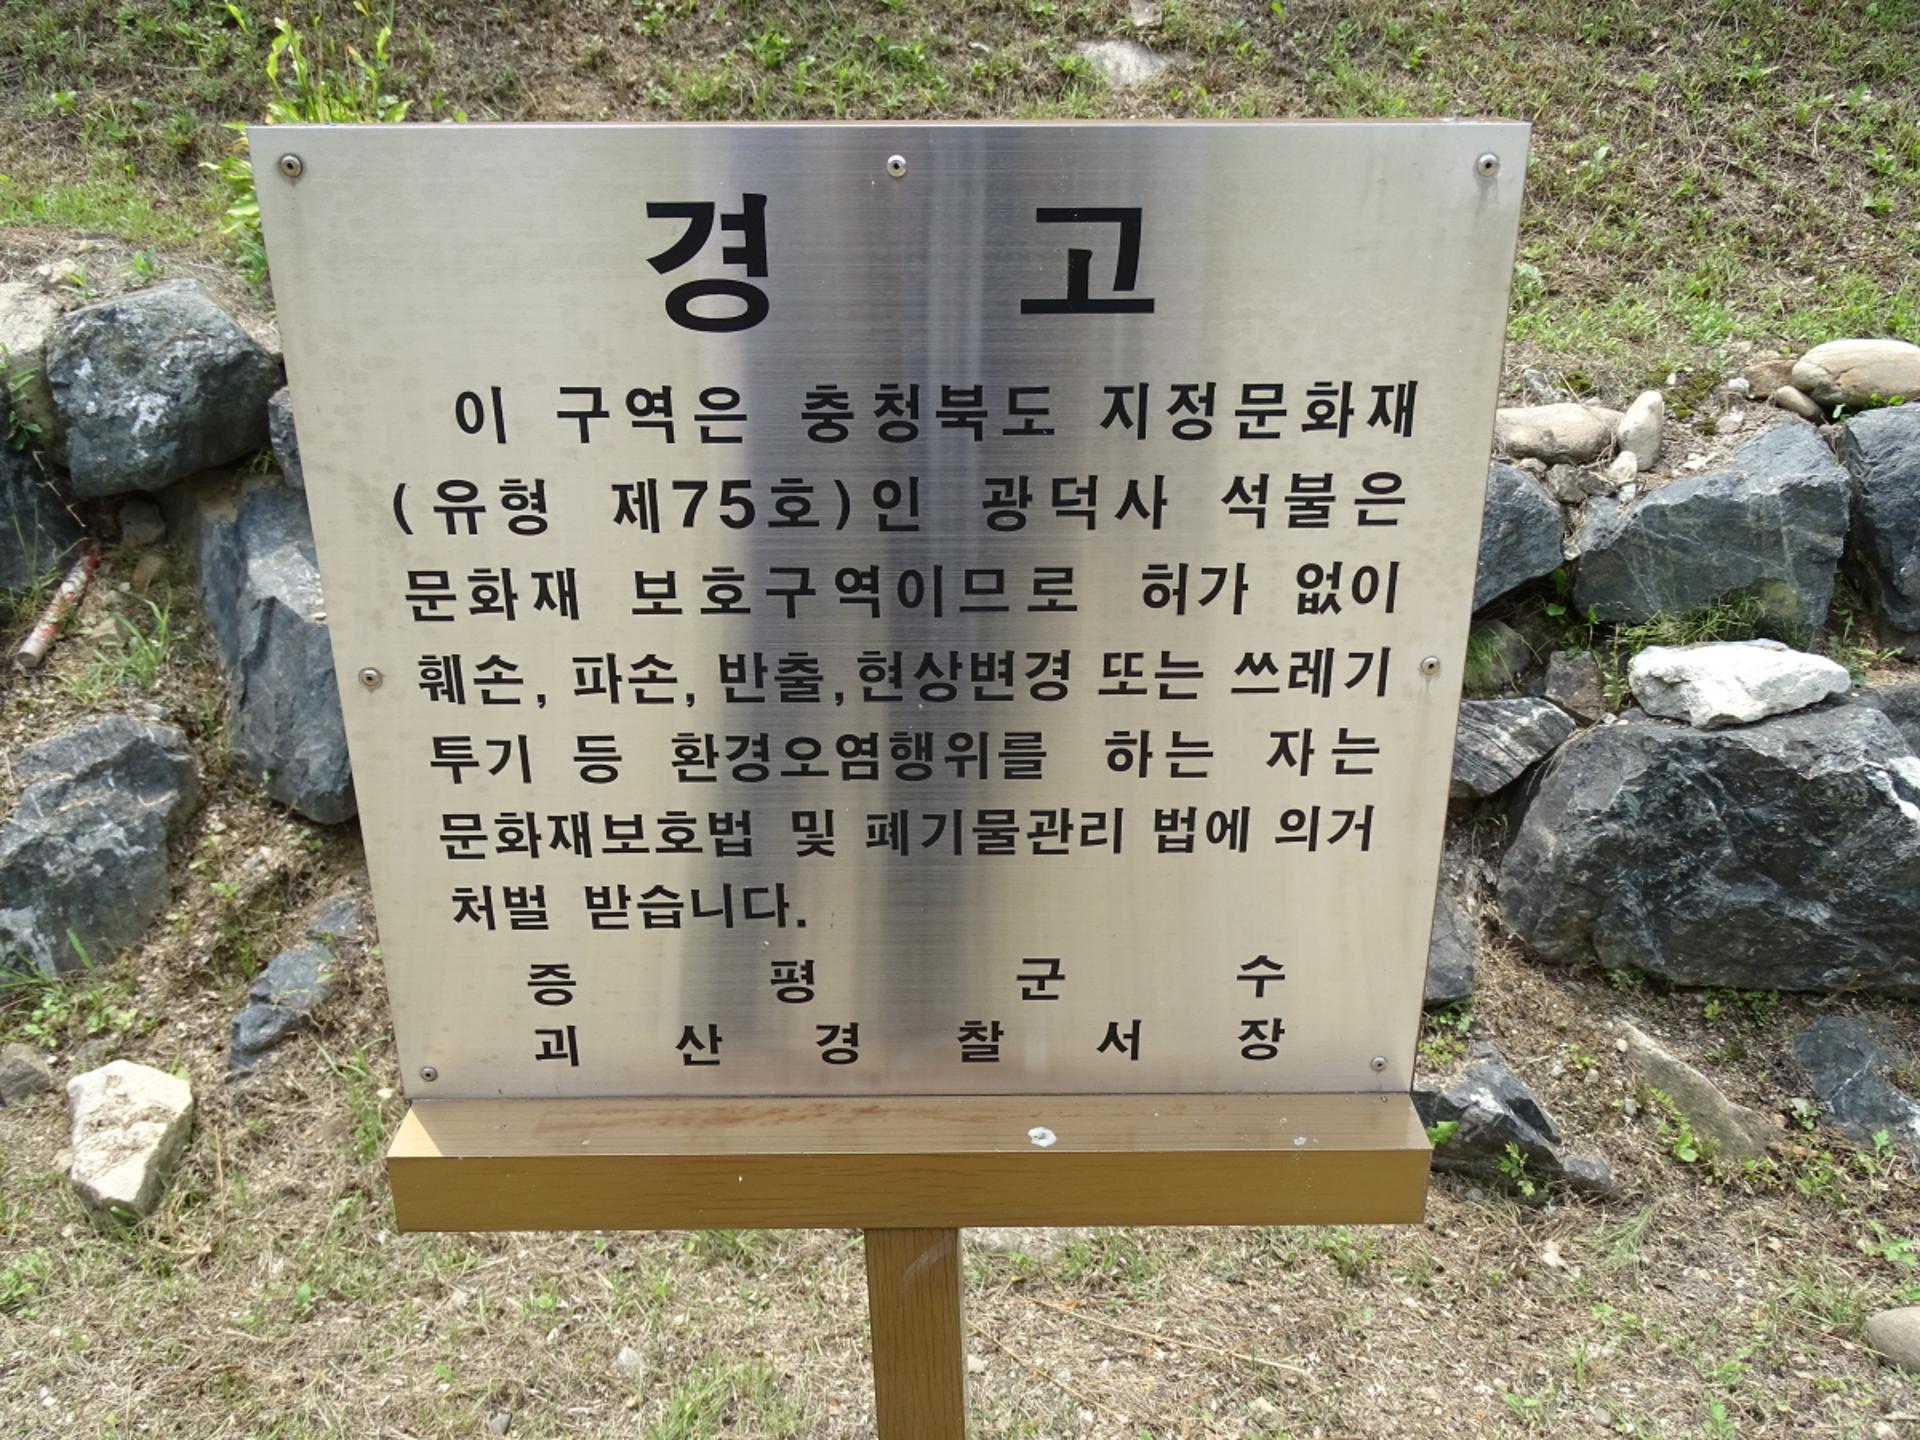 경 고
이 구역은 충청북도 지정문화재
(유형 제75호)인 광덕사 석불은
문화재 보호구역이므로 허가 없이
훼손, 파손, 반출, 현상변경 또는 쓰레기
투기 등 환경오염행위를 하는 자는
문화재보호법 및 폐기물관리 법에 의거
처벌 받습니다.
증 평 군 수
괴 산 경 찰 서 장